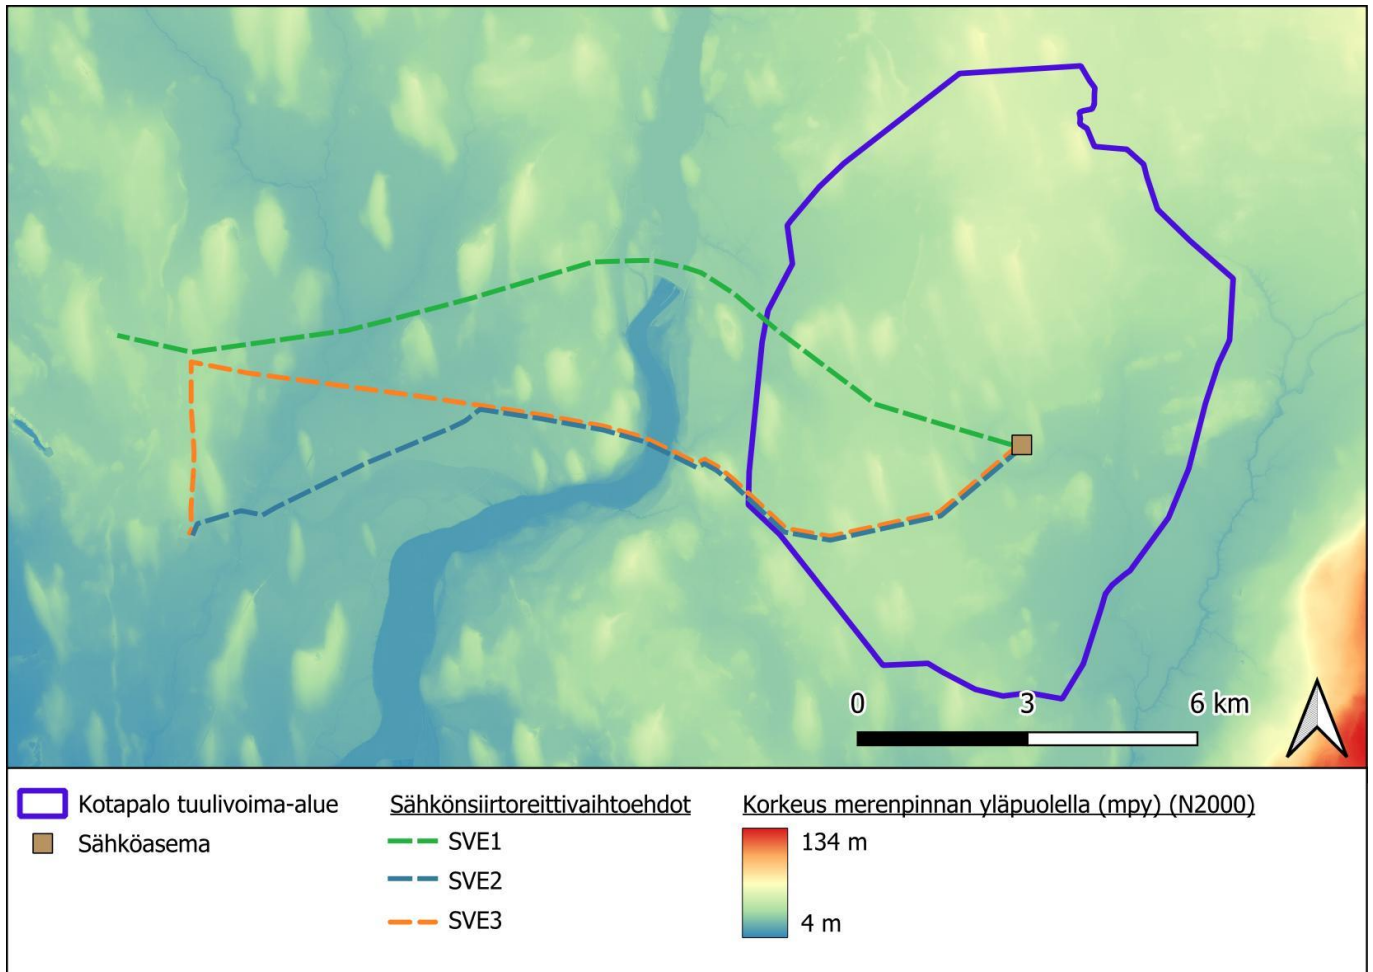 0 3 6 km
Kotapalo tuulivoima-alue
Sähköasema
Sähkönsiirtoreittivaihtoehdot
SVE1
SVE2
SVE3
Korkeus merenpinnan yläpuolella (mpy) (N2000)
134 m
4 m